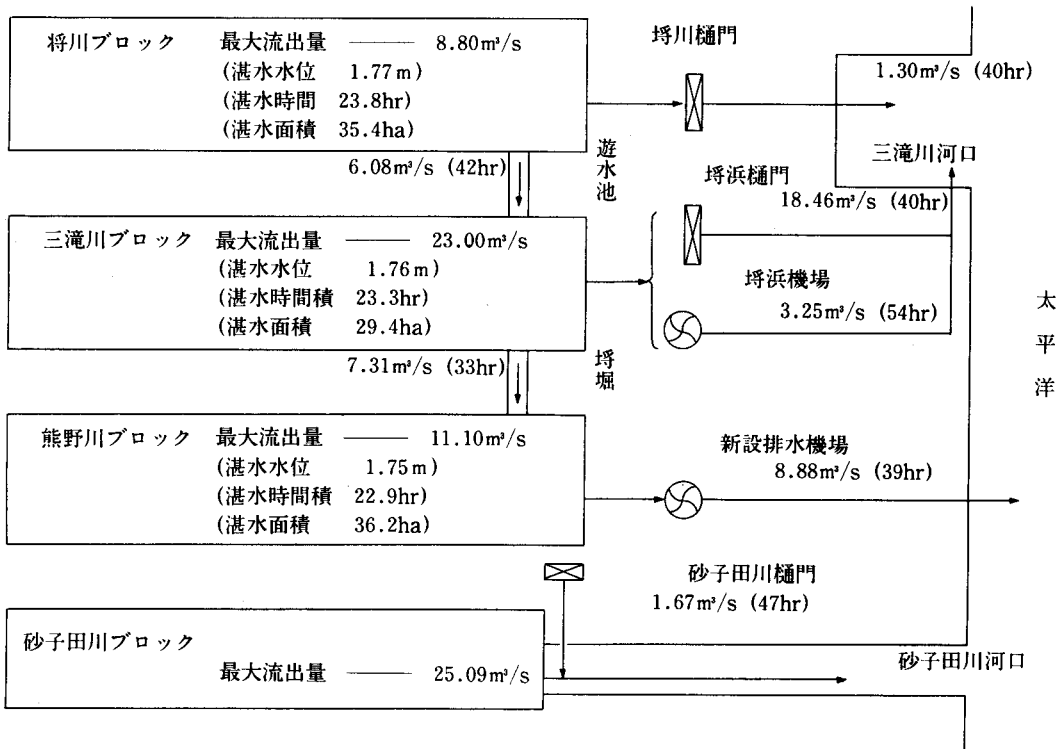 将川ブロック 最大流出量 —— 8.80m³/s
(湛水水位 1.77m)
(湛水時間 23.8hr)
(湛水面積 35.4ha)
6.08m³/s (42hr)
遊水池
埒川樋門
1.30m³/s (40hr)
三滝川河口
埒浜樋門
18.46m³/s (40hr)
三滝川ブロック 最大流出量 —— 23.00m³/s
(湛水水位 1.76m)
(湛水時間積 23.3hr)
(湛水面積 29.4ha)
埒浜機場
3.25m³/s (54hr)
太平洋
7.31m³/s (33hr)
埒堀
熊野川ブロック 最大流出量 —— 11.10m³/s
(湛水水位 1.75m)
(湛水時間積 22.9hr)
(湛水面積 36.2ha)
新設排水機場
8.88m³/s (39hr)
砂子田川樋門
1.67m³/s (47hr)
砂子田川ブロック
最大流出量 —— 25.09m³/s
砂子田川河口